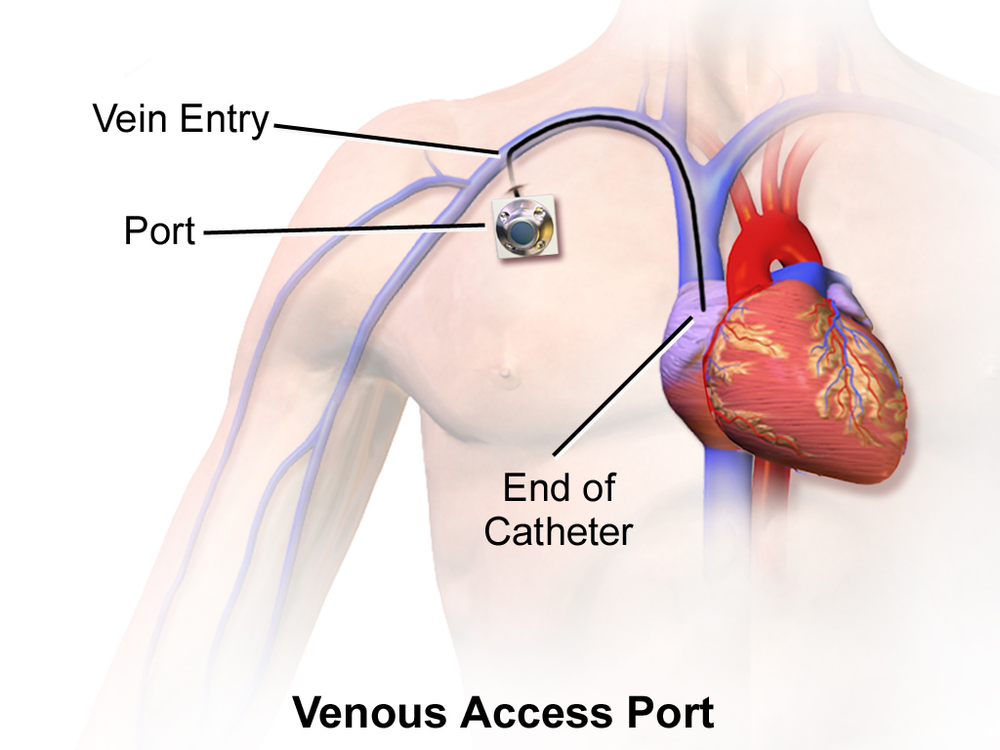 Vein Entry
Port
End of
Catheter
Venous Access Port